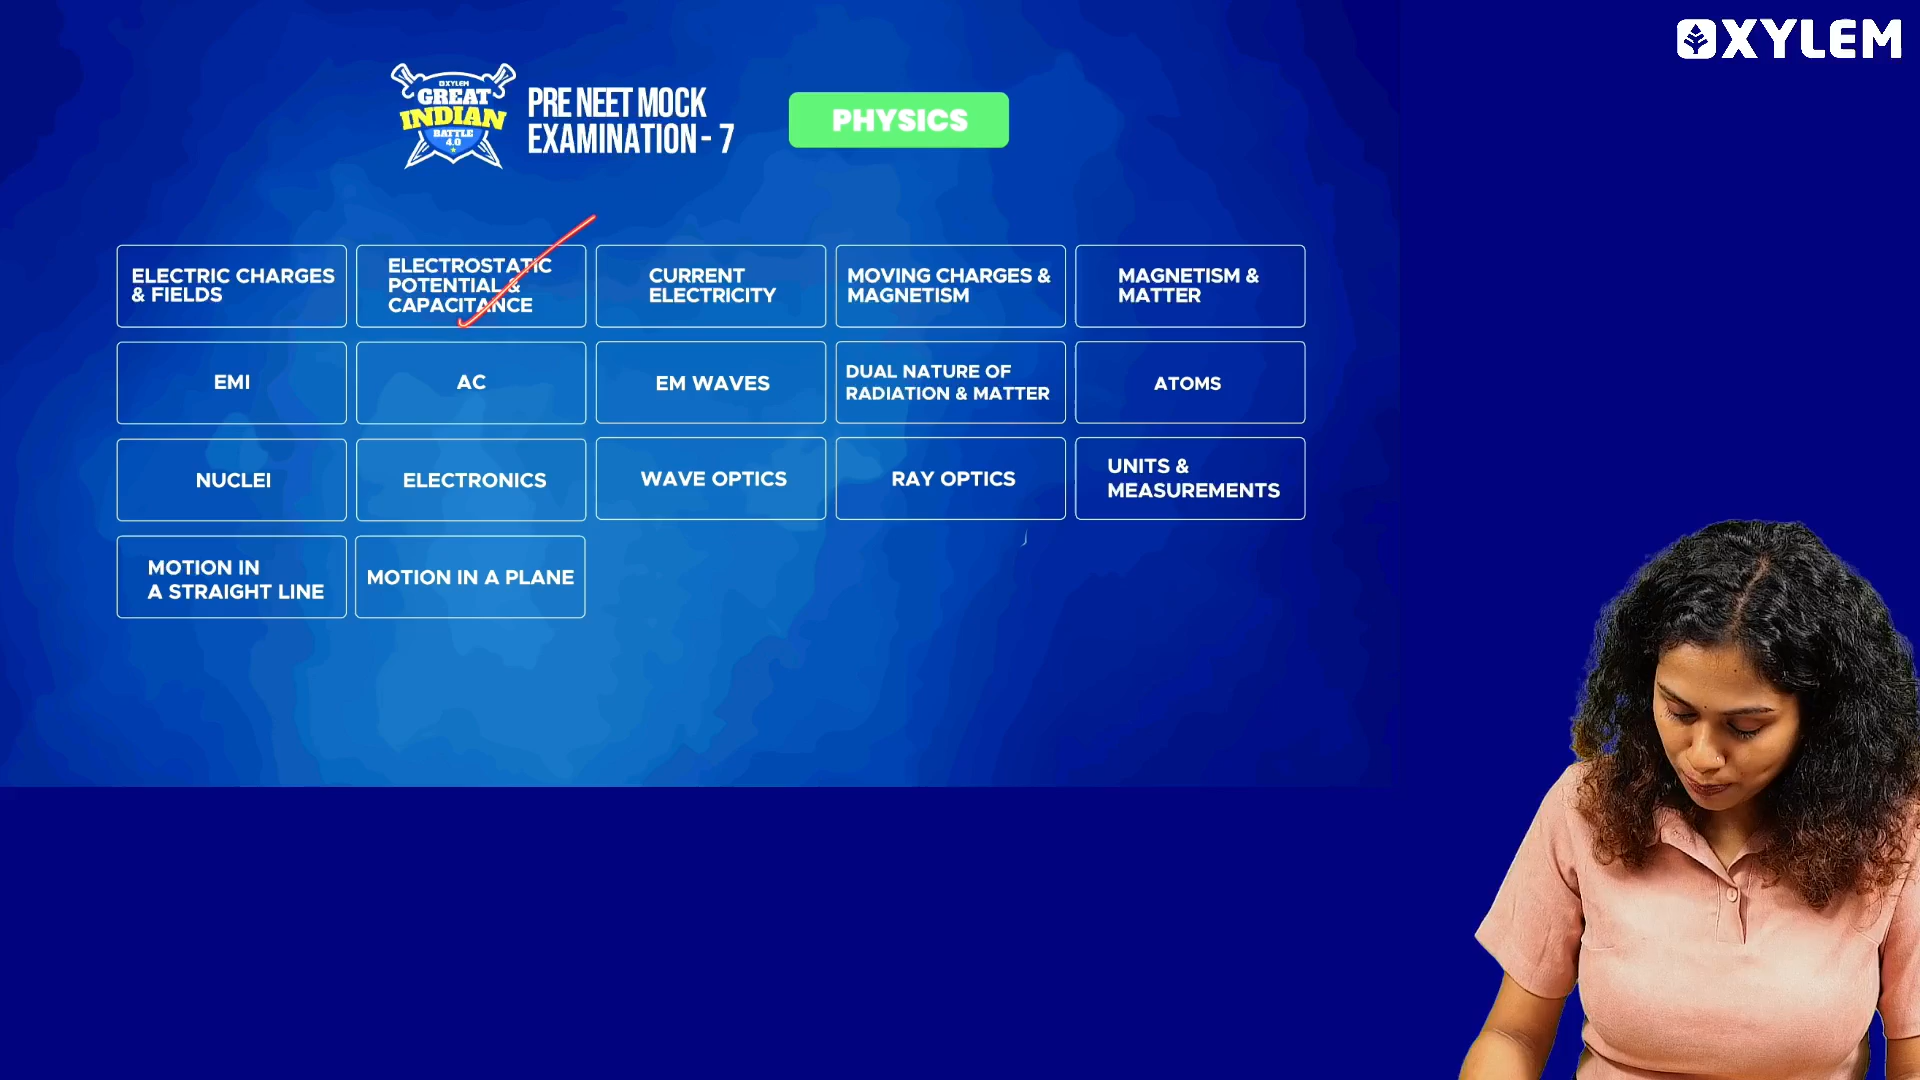 XYLEM
XYLEM
GREAT
INDIAN
BATTLE
4.0
PRE NEET MOCK
EXAMINATION - 7
PHYSICS
ELECTRIC CHARGES
& FIELDS
ELECTROSTATIC
POTENTIAL &
CAPACITANCE
CURRENT
ELECTRICITY
MOVING CHARGES &
MAGNETISM
MAGNETISM &
MATTER
EMI
AC
EM WAVES
DUAL NATURE OF
RADIATION & MATTER
ATOMS
NUCLEI
ELECTRONICS
WAVE OPTICS
RAY OPTICS
UNITS &
MEASUREMENTS
MOTION IN
A STRAIGHT LINE
MOTION IN A PLANE